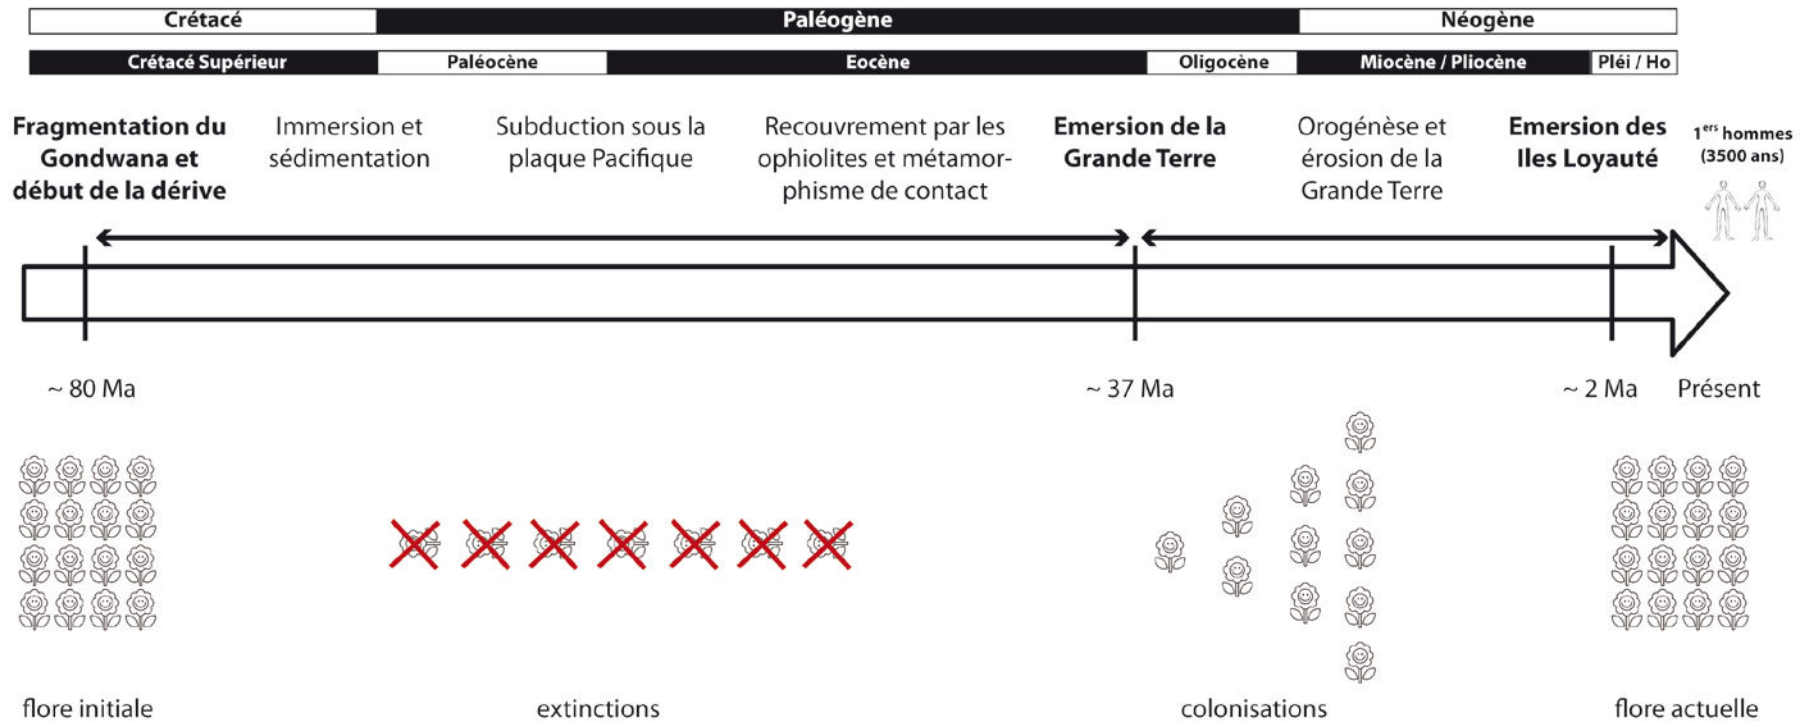 Crétacé
Paléogène
Néogène
Crétacé Supérieur
Paléocène
Eocène
Oligocène
Miocène / Pliocène
Pléi / Ho
Fragmentation du
Gondwana et
début de la dérive
Immersion et
sédimentation
Subduction sous la
plaque Pacifique
Recouvrement par les
ophiolites et métamor-
phisme de contact
Emersion de la
Grande Terre
Orogénèse et
érosion de la
Grande Terre
Emersion des
Iles Loyauté
1ers hommes
(3500 ans)
~ 80 Ma
~ 37 Ma
~ 2 Ma
Présent
flore initiale
extinctions
colonisations
flore actuelle